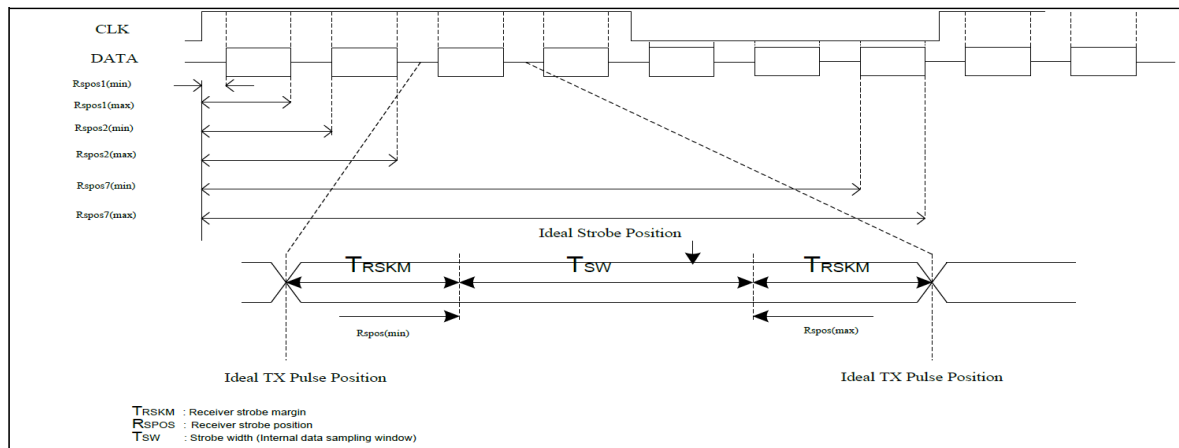 CLK
DATA
Rspos1(min)
Rspos1(max)
Rspos2(min)
Rspos2(max)
Rspos7(min)
Rspos7(max)
Ideal Strobe Position
TRSKM
TSW
TRSKM
Rspos(min)
Rspos(max)
Ideal TX Pulse Position
Ideal TX Pulse Position
TRSKM : Receiver strobe margin
RSPOS : Receiver strobe position
TSW : Strobe width (Internal data sampling window)